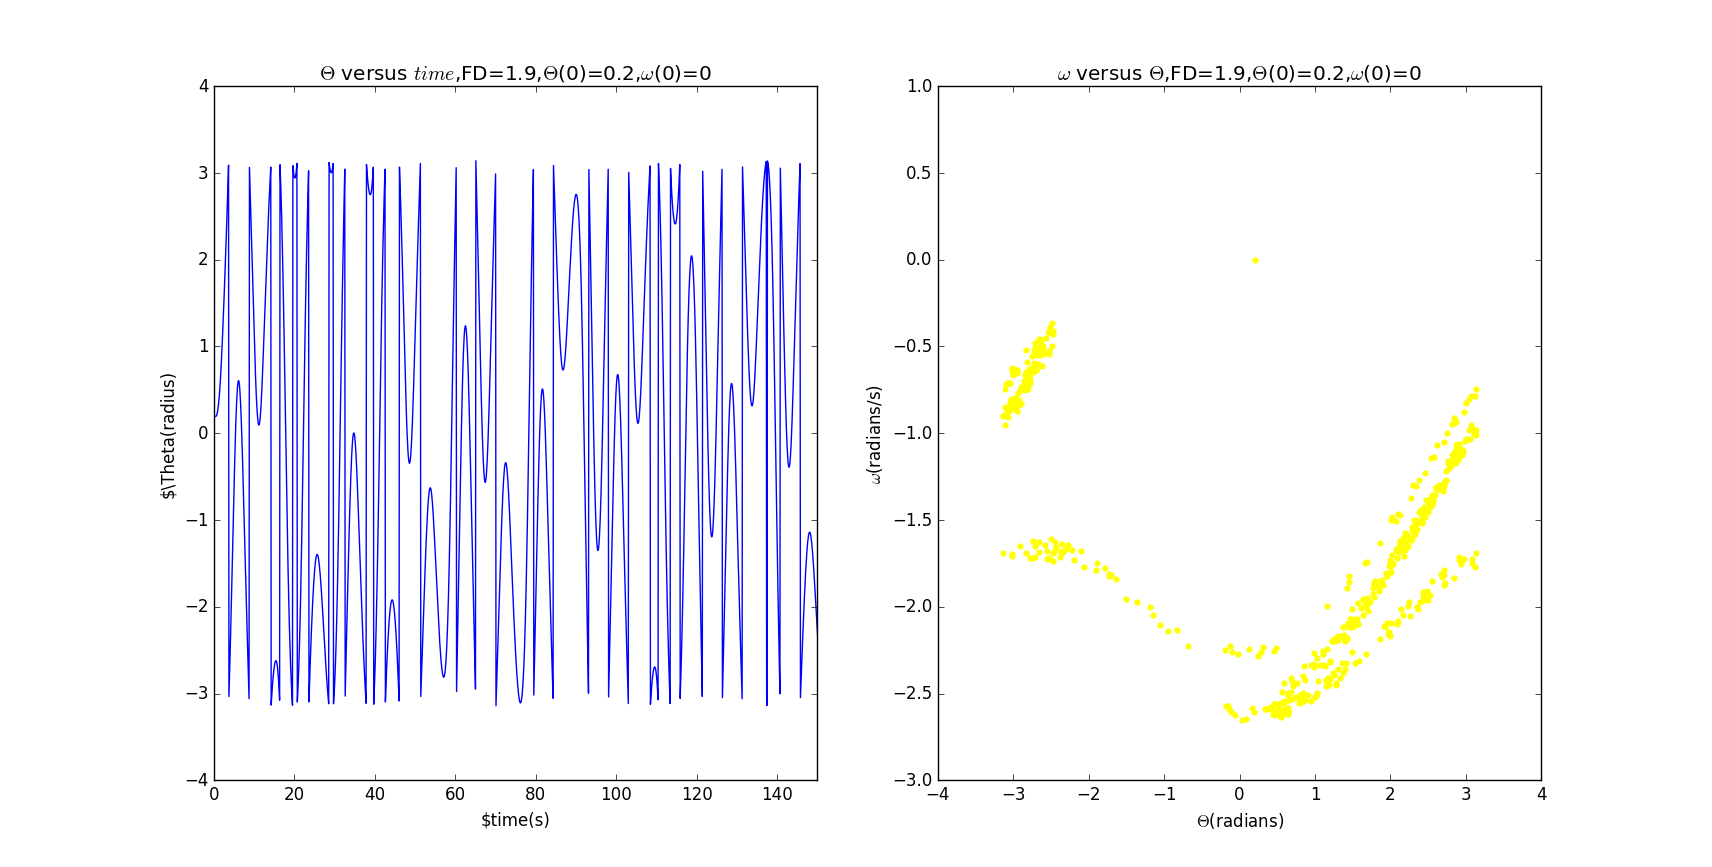 Θ versus time,FD=1.9,Θ(0)=0.2,ω(0)=0
4
3
2
1
0
−1
−2
−3
−4
$\Theta(radius)
0 20 40 60 80 100 120 140
$time(s)
ω versus Θ,FD=1.9,Θ(0)=0.2,ω(0)=0
1.0
0.5
0.0
−0.5
−1.0
−1.5
−2.0
−2.5
−3.0
ω(radians/s)
−4 −3 −2 −1 0 1 2 3 4
Θ(radians)